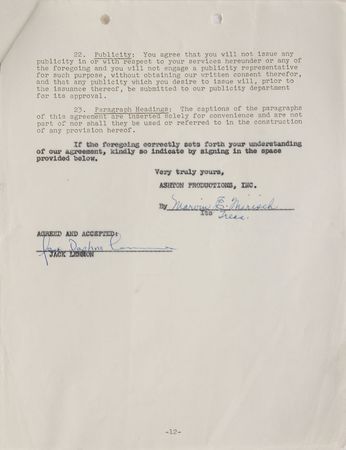 22. Publicity: You agree that you will not issue any
publicity in or with respect to your services hereunder or any of
the foregoing and you will not engage a publicity representative
for such purpose, without obtaining our written consent therefor,
and that any publicity which you desire to issue will, prior to
the issuance thereof, be submitted to our publicity department
for its approval.
23. Paragraph Headings: The captions of the paragraphs
of this agreement are inserted solely for convenience and are not
part of nor shall they be used or referred to in the construction
of any provision hereof.
If the foregoing correctly sets forth your understanding
of our agreement, kindly so indicate by signing in the space
provided below.
Very truly yours,
ASHTON PRODUCTIONS, INC.
By Marvin E. Mirisch
Its Treas.
AGREED AND ACCEPTED:
JACK LEMMON
-12-